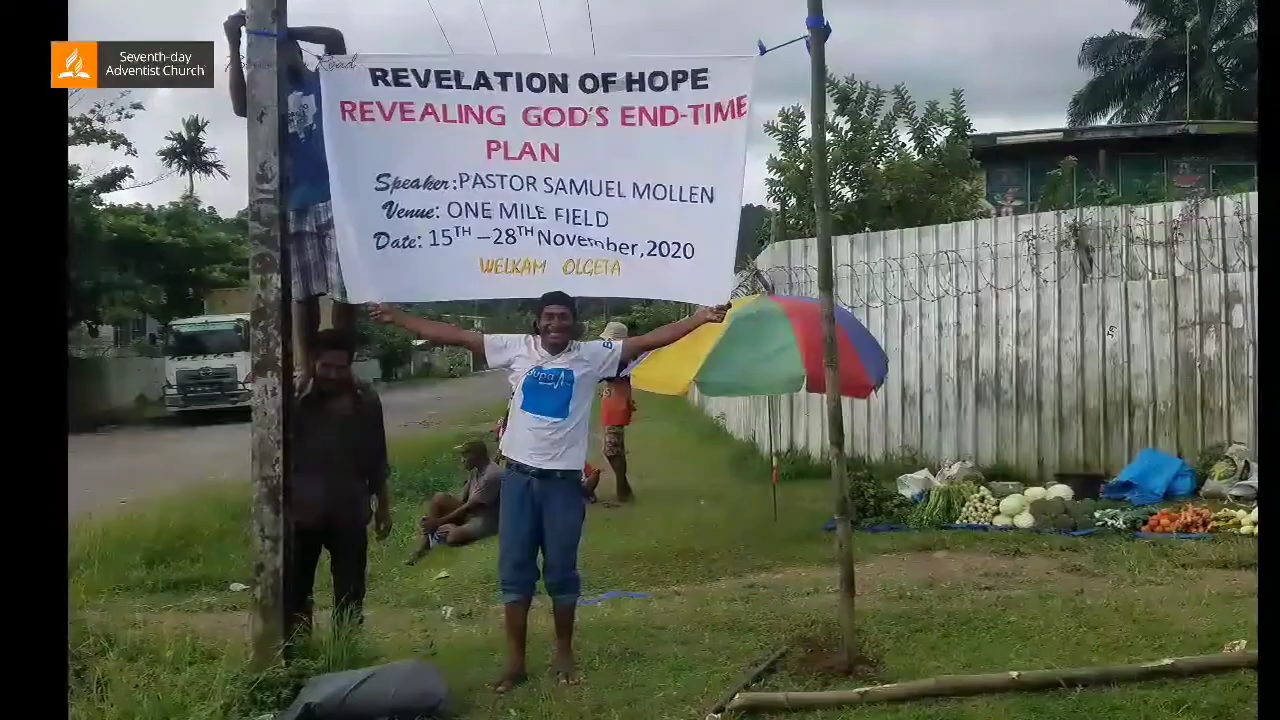 Seventh-day
Adventist Church
REVELATION OF HOPE
REVEALING GOD'S END-TIME
PLAN
Speaker: PASTOR SAMUEL MOLLEN
Venue: ONE MILE FIELD
Date: 15TH –28TH November, 2020
WELKAM OLGETA